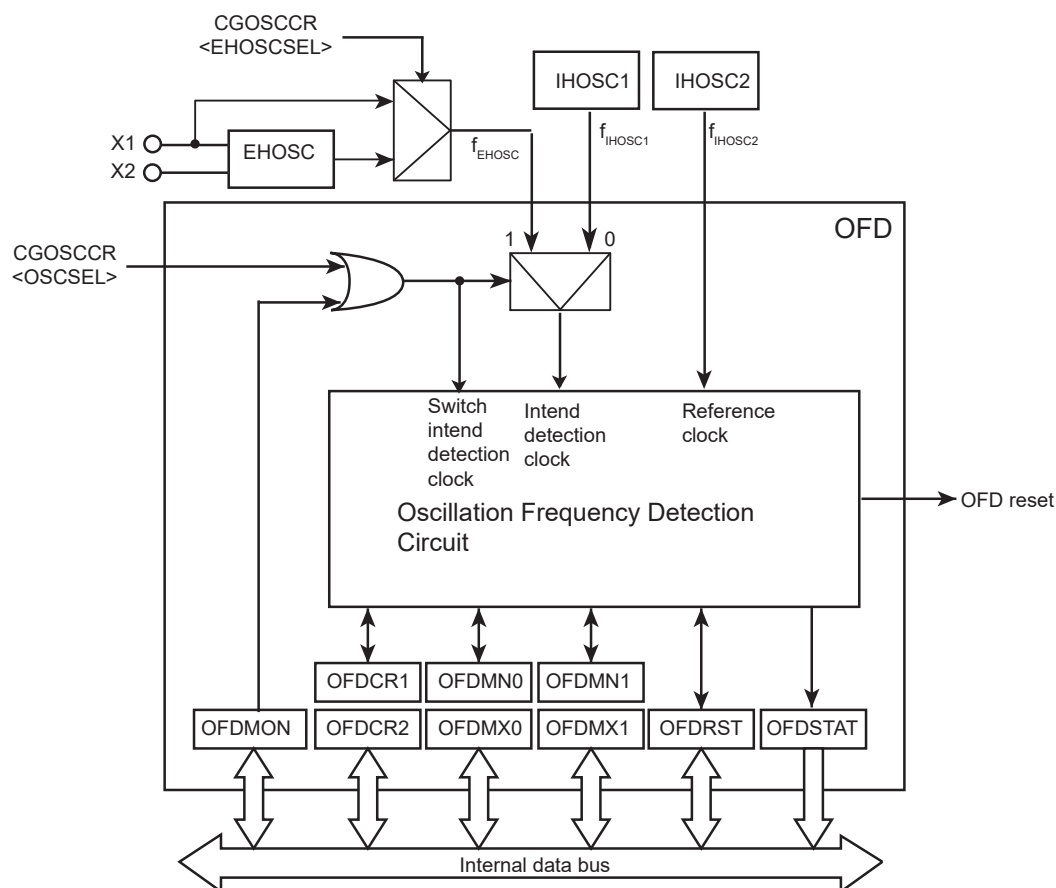 CGOSCCR
<EHOSCSEL>
IHOSC1
IHOSC2
X1
X2
EHOSC
fEHOSC
fIHOSC1
fIHOSC2
OFD
CGOSCCR
<OSCSEL>
1
0
Switch
intend
detection
clock
Intend
detection
clock
Reference
clock
Oscillation Frequency Detection
Circuit
OFD reset
OFDCR1
OFDMN0
OFDMN1
OFDMON
OFDCR2
OFDMX0
OFDMX1
OFDRST
OFDSTAT
Internal data bus